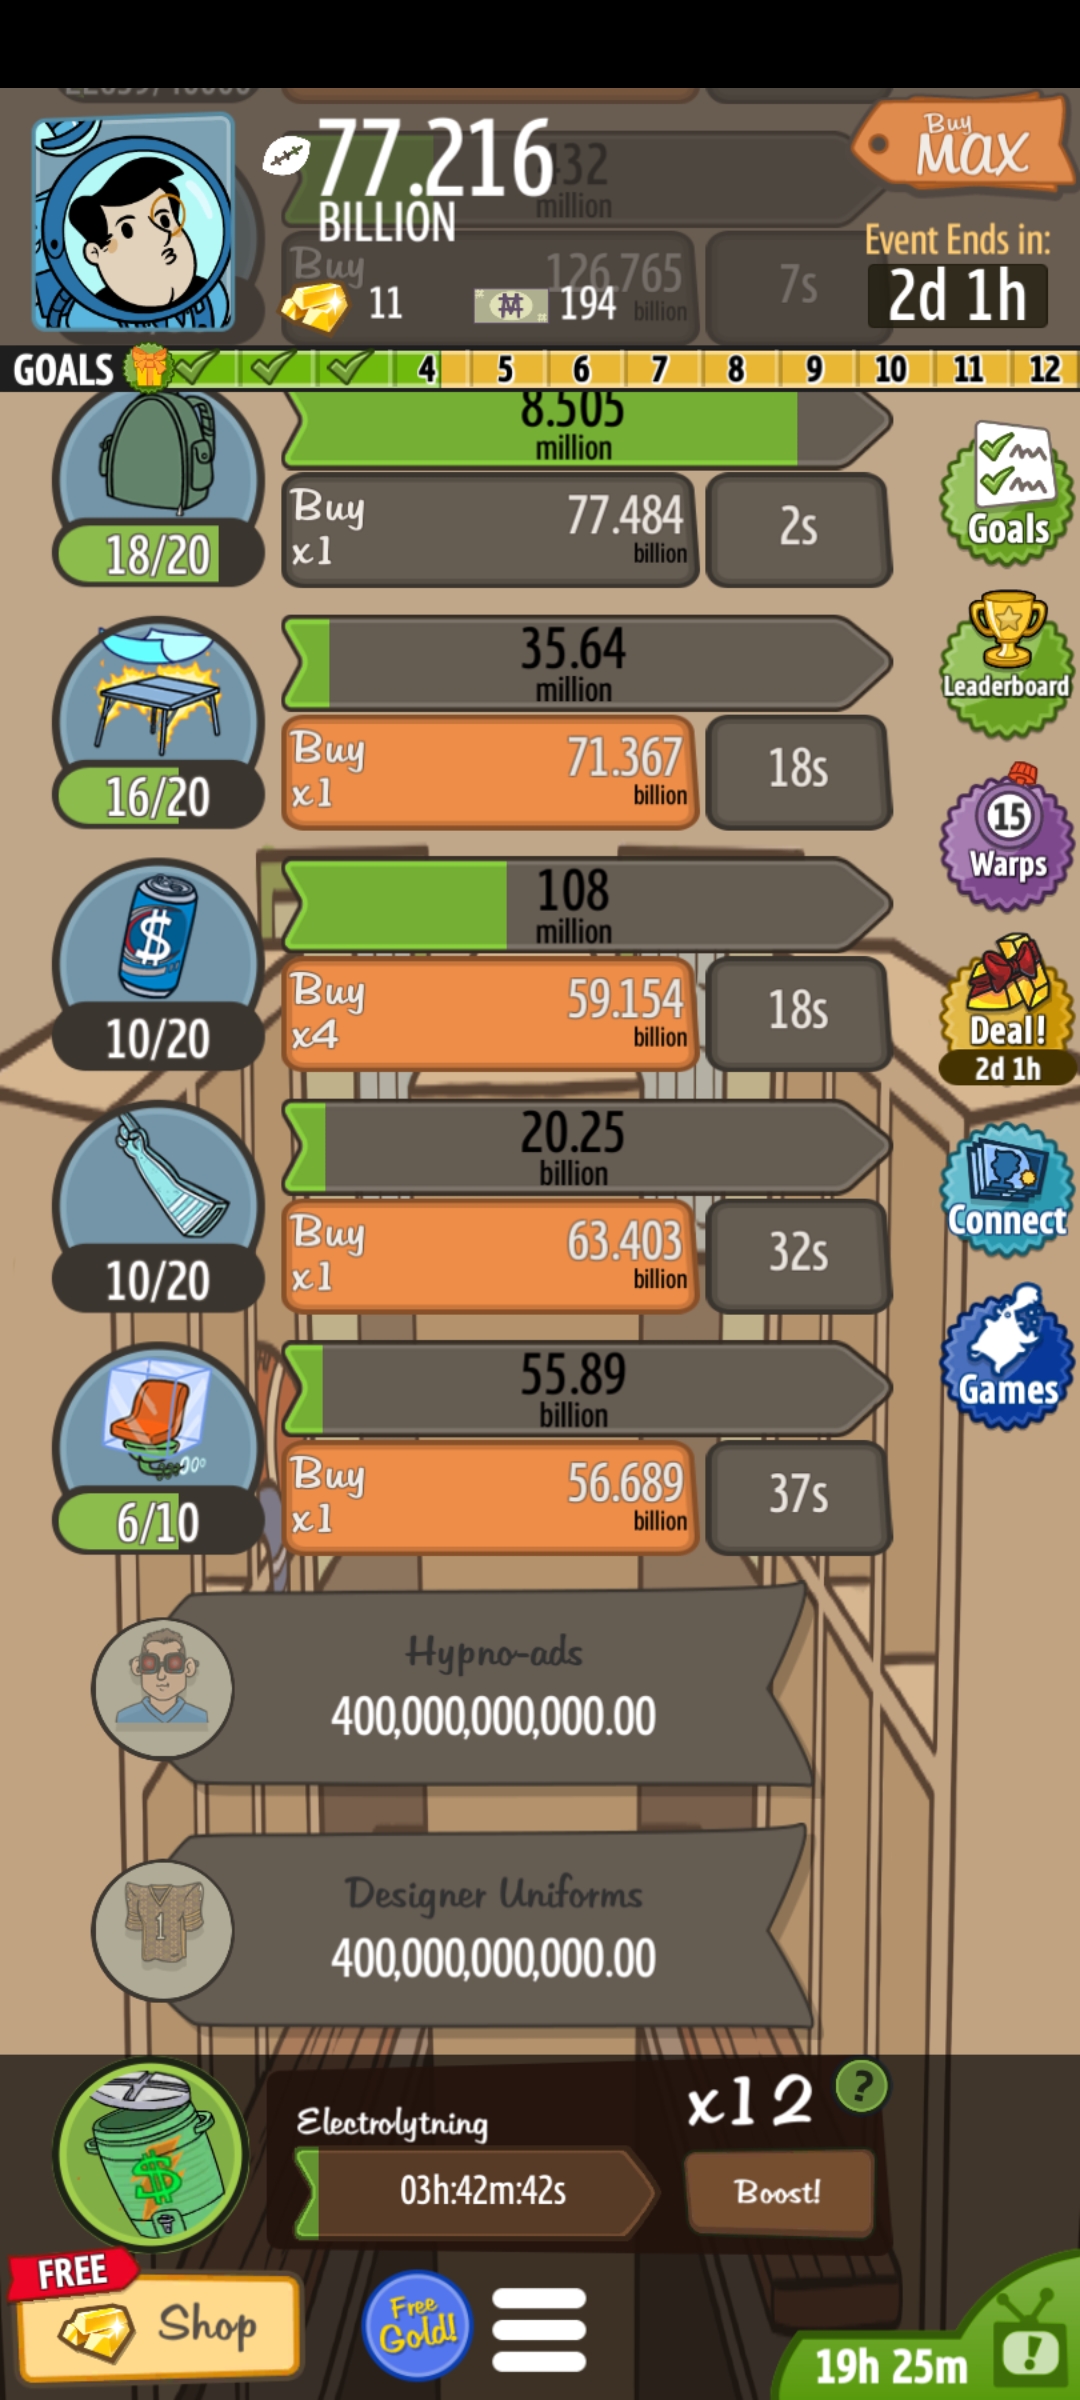 77.216
BILLION
Buy
MAX
432
million
Event Ends in:
2d 1h
Buy
126.765
billion
7s
11
194
GOALS
4
5
6
7
8
9
10
11
12
8.505
million
18/20
Buy
x1
77.484
billion
2s
Goals
35.64
million
16/20
Buy
x1
71.367
billion
18s
Leaderboard
108
million
10/20
Buy
x4
59.154
billion
18s
15
Warps
Deal!
2d 1h
20.25
billion
10/20
Buy
x1
63.403
billion
32s
Connect
55.89
billion
6/10
Buy
x1
56.689
billion
37s
Games
Hypno-ads
400,000,000,000.00
Designer Uniforms
400,000,000,000.00
Electrolytning
x12
?
03h:42m:42s
Boost!
FREE
Shop
Free
Gold!
19h 25m